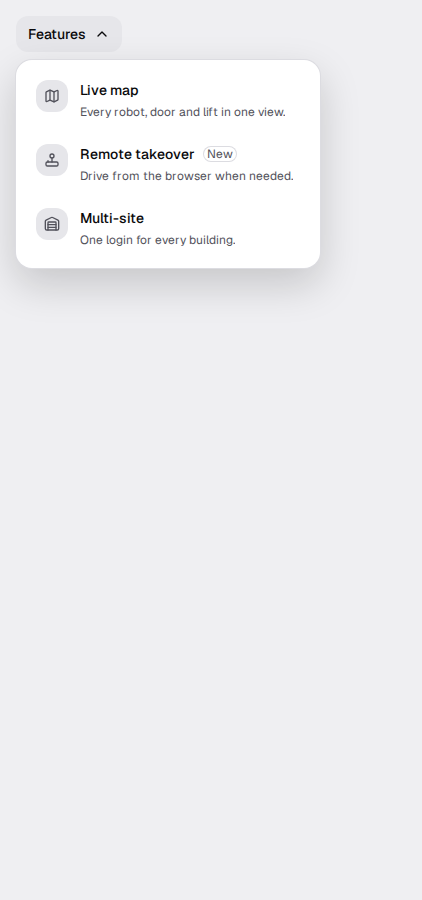 Features
Live map
Every robot, door and lift in one view.
Remote takeover New
Drive from the browser when needed.
Multi-site
One login for every building.